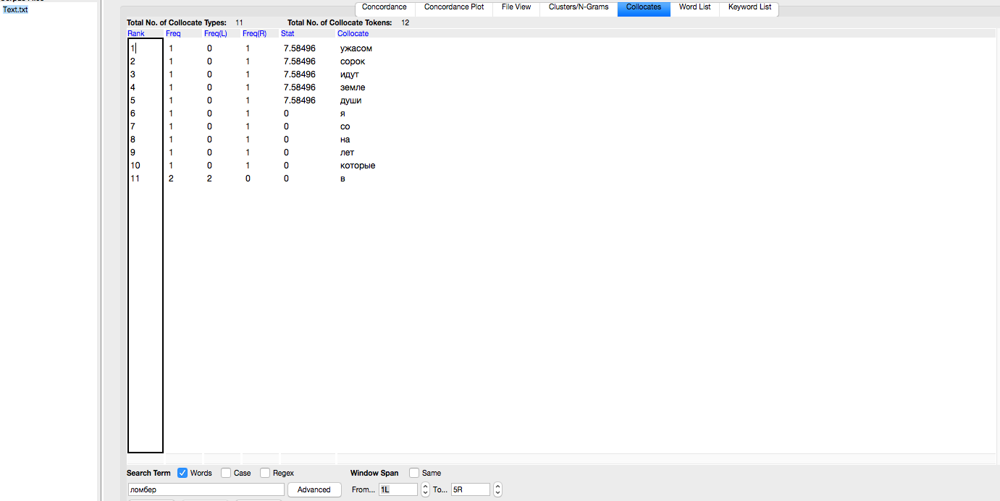 Text.txt
Concordance Concordance Plot File View Clusters/N-Grams Collocates Word List Keyword List
Total No. of Collocate Types: 11 Total No. of Collocate Tokens: 12
Rank Freq Freq(L) Freq(R) Stat Collocate
1 1 0 1 7.58496 ужасом
2 1 0 1 7.58496 сорок
3 1 0 1 7.58496 идут
4 1 0 1 7.58496 земле
5 1 0 1 7.58496 души
6 1 0 1 0 я
7 1 0 1 0 со
8 1 0 1 0 на
9 1 0 1 0 лет
10 1 0 1 0 которые
11 2 2 0 0 в
Search Term Words Case Regex Window Span Same
ломбер Advanced From... 1L To... 5R